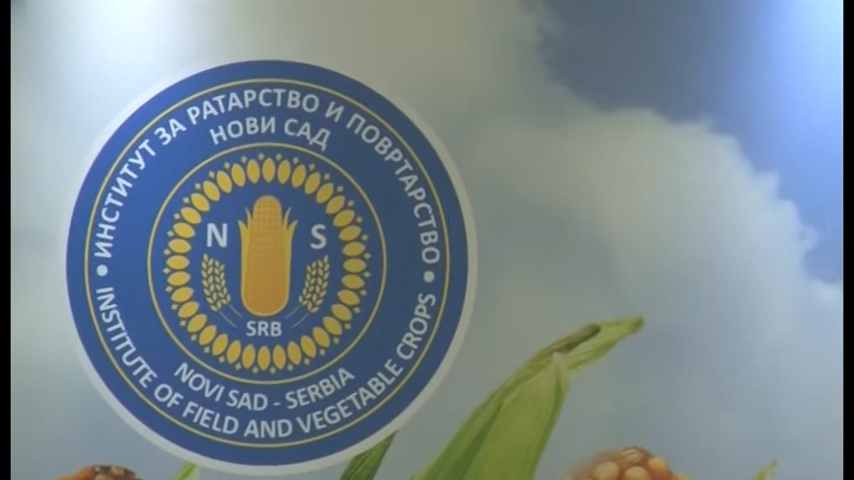 ИНСТИТУТ ЗА РАТАРСТВО И ПОВРТАРСТВО
НОВИ САД
N S
SRB
NOVI SAD - SERBIA
INSTITUTE OF FIELD AND VEGETABLE CROPS